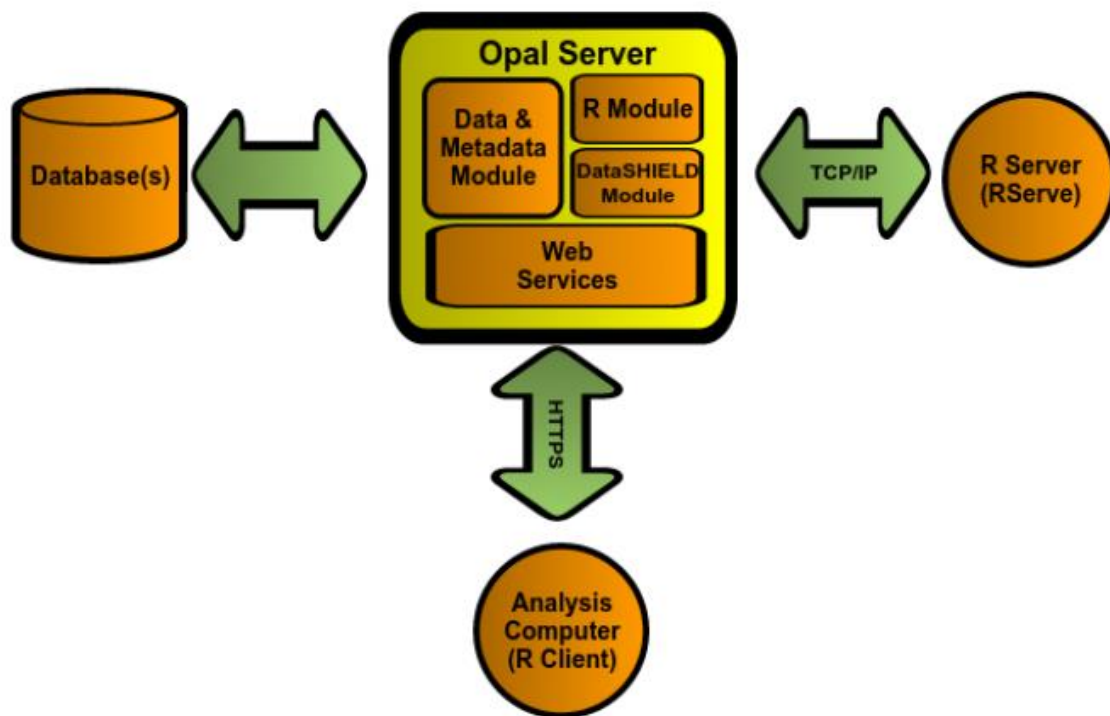 Opal Server
Data &
Metadata
Module
R Module
DataSHIELD
Module
Web
Services
Database(s)
TCP/IP
R Server
(RServe)
HTTPS
Analysis
Computer
(R Client)